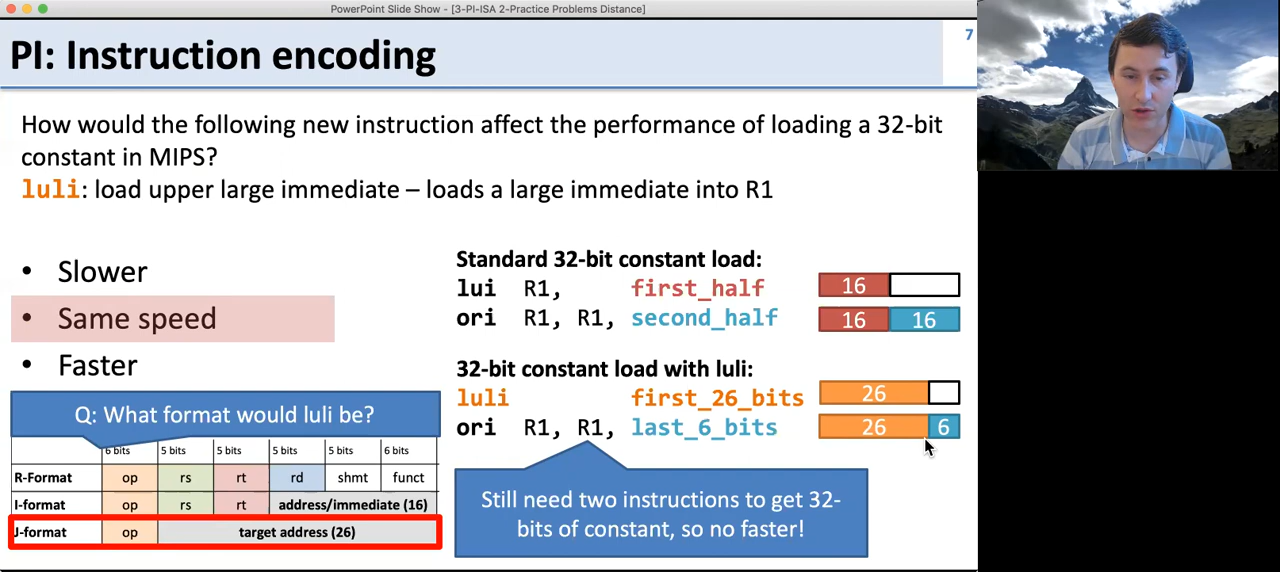 PowerPoint Slide Show - [3-PI-ISA 2-Practice Problems Distance]
PI: Instruction encoding
7
How would the following new instruction affect the performance of loading a 32-bit
constant in MIPS?
luli: load upper large immediate – loads a large immediate into R1
• Slower
• Same speed
• Faster
Standard 32-bit constant load:
lui R1, first_half 16
ori R1, R1, second_half 16 16
32-bit constant load with luli:
luli first_26_bits 26
ori R1, R1, last_6_bits 26 6
Q: What format would luli be?
6 bits 5 bits 5 bits 5 bits 5 bits 6 bits
R-Format op rs rt rd shmt funct
I-format op rs rt address/immediate (16)
J-format op target address (26)
Still need two instructions to get 32-
bits of constant, so no faster!